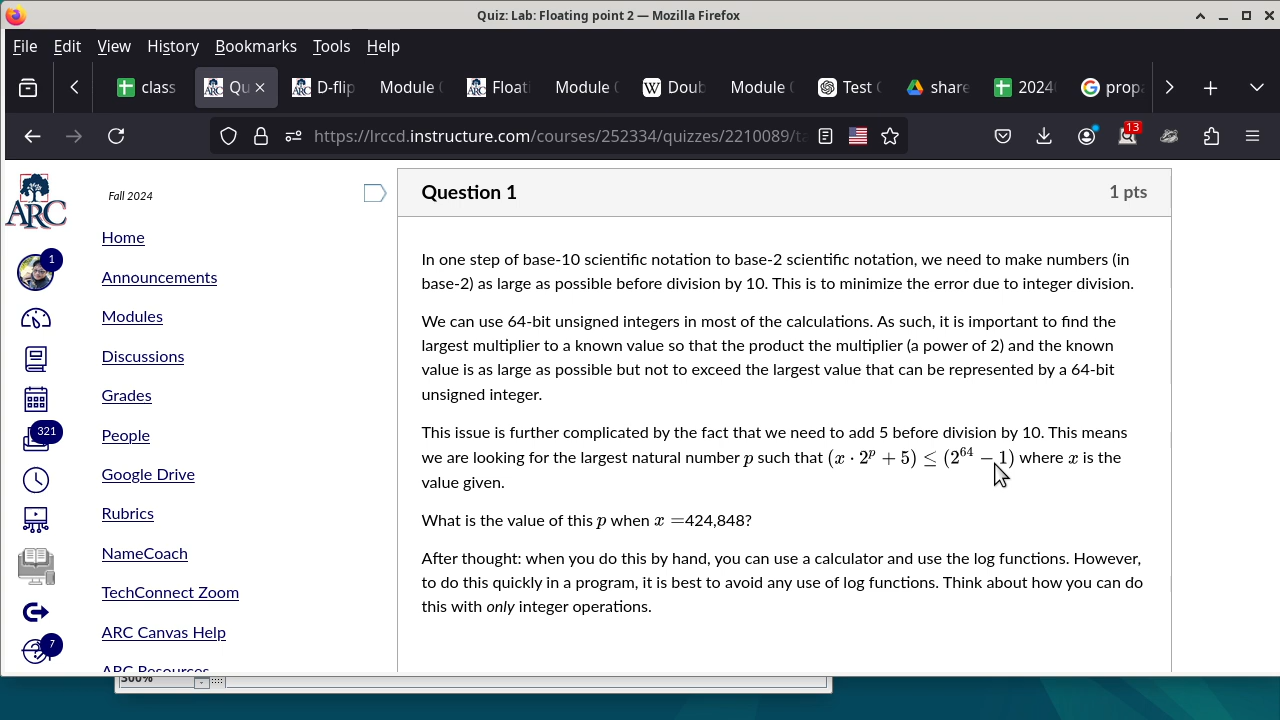 Quiz: Lab: Floating point 2 — Mozilla Firefox
File Edit View History Bookmarks Tools Help
class Qu D-flip Module Float Module Doub Module Test share 2024 propa
https://lrccd.instructure.com/courses/252334/quizzes/2210089/ta
13
ARC
Fall 2024
Home
Announcements
Modules
Discussions
Grades
People
Google Drive
Rubrics
NameCoach
TechConnect Zoom
ARC Canvas Help
ARC Resources
1
321
7
Question 1 1 pts
In one step of base-10 scientific notation to base-2 scientific notation, we need to make numbers (in
base-2) as large as possible before division by 10. This is to minimize the error due to integer division.
We can use 64-bit unsigned integers in most of the calculations. As such, it is important to find the
largest multiplier to a known value so that the product the multiplier (a power of 2) and the known
value is as large as possible but not to exceed the largest value that can be represented by a 64-bit
unsigned integer.
This issue is further complicated by the fact that we need to add 5 before division by 10. This means
we are looking for the largest natural number p such that (x · 2^p + 5) ≤ (2^64 − 1) where x is the
value given.
What is the value of this p when x =424,848?
After thought: when you do this by hand, you can use a calculator and use the log functions. However,
to do this quickly in a program, it is best to avoid any use of log functions. Think about how you can do
this with only integer operations.
300%